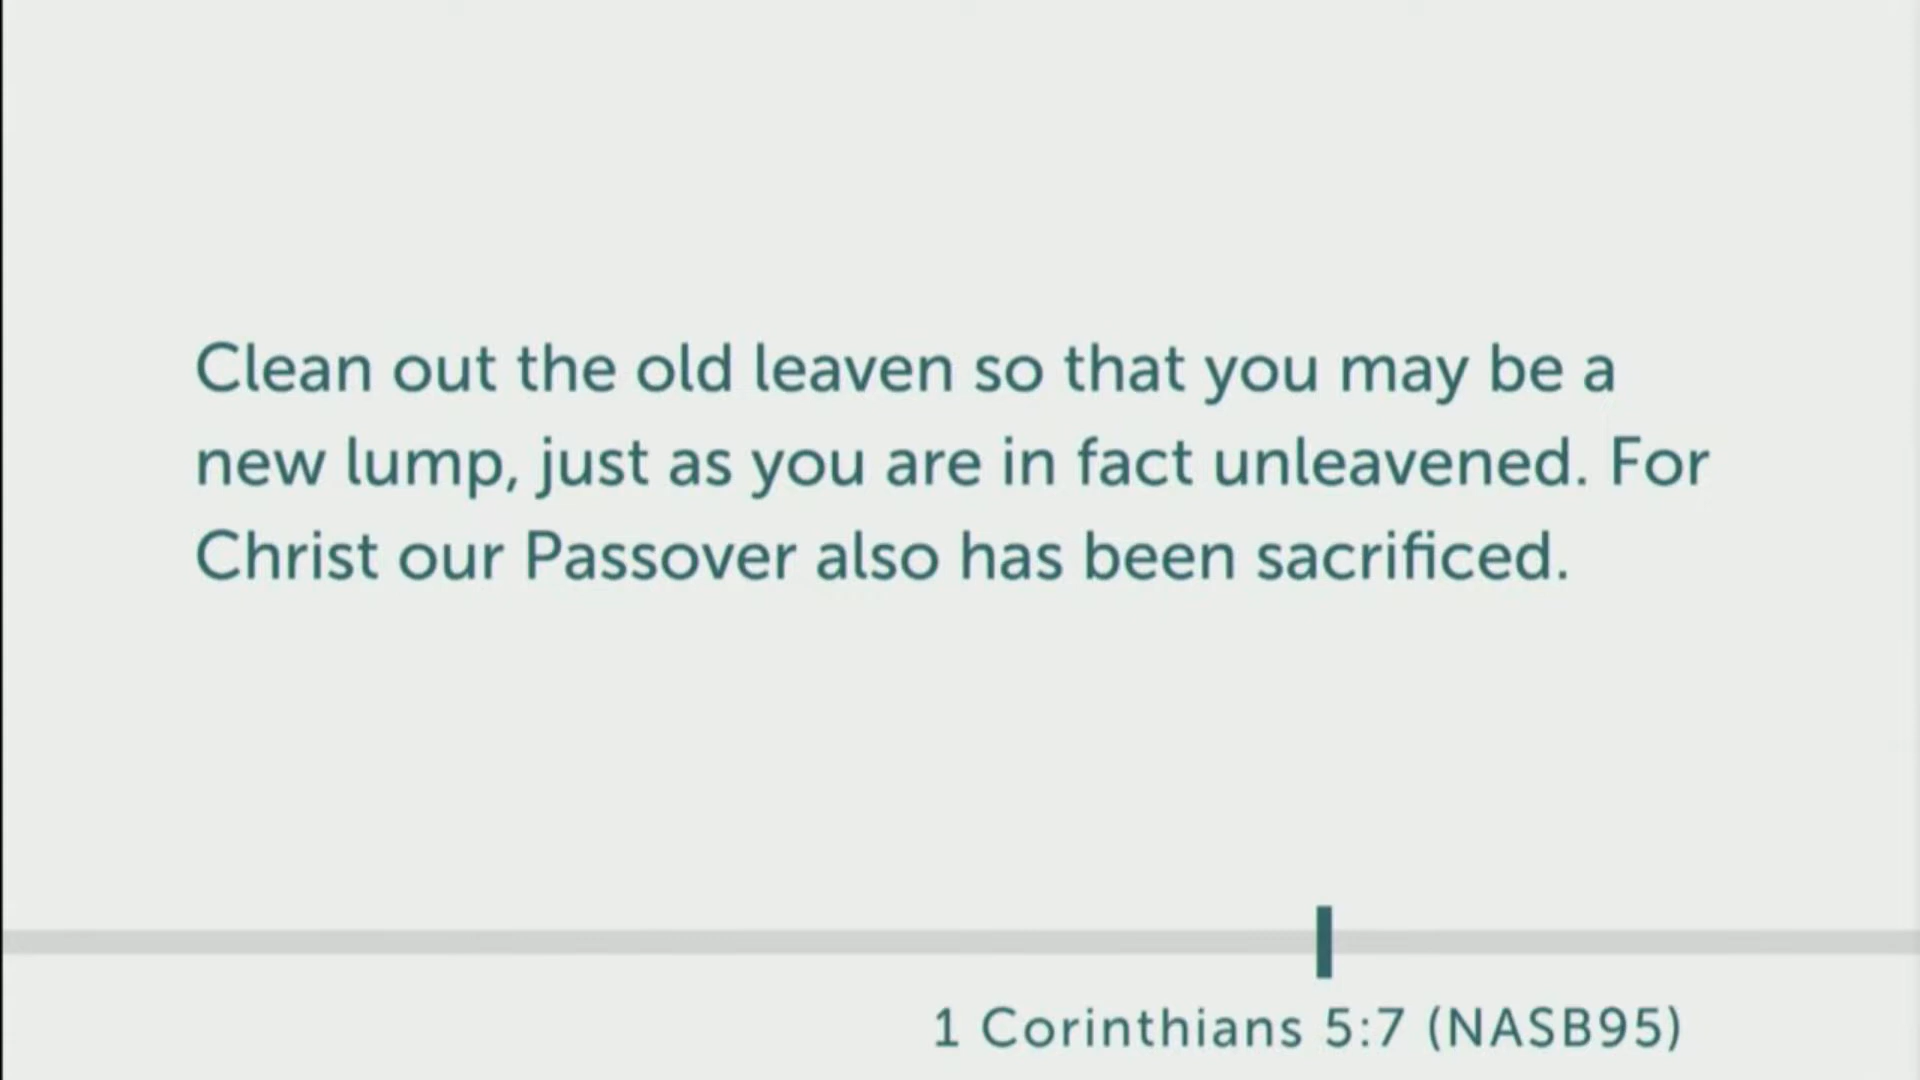 Clean out the old leaven so that you may be a
new lump, just as you are in fact unleavened. For
Christ our Passover also has been sacrificed.
1 Corinthians 5:7 (NASB95)